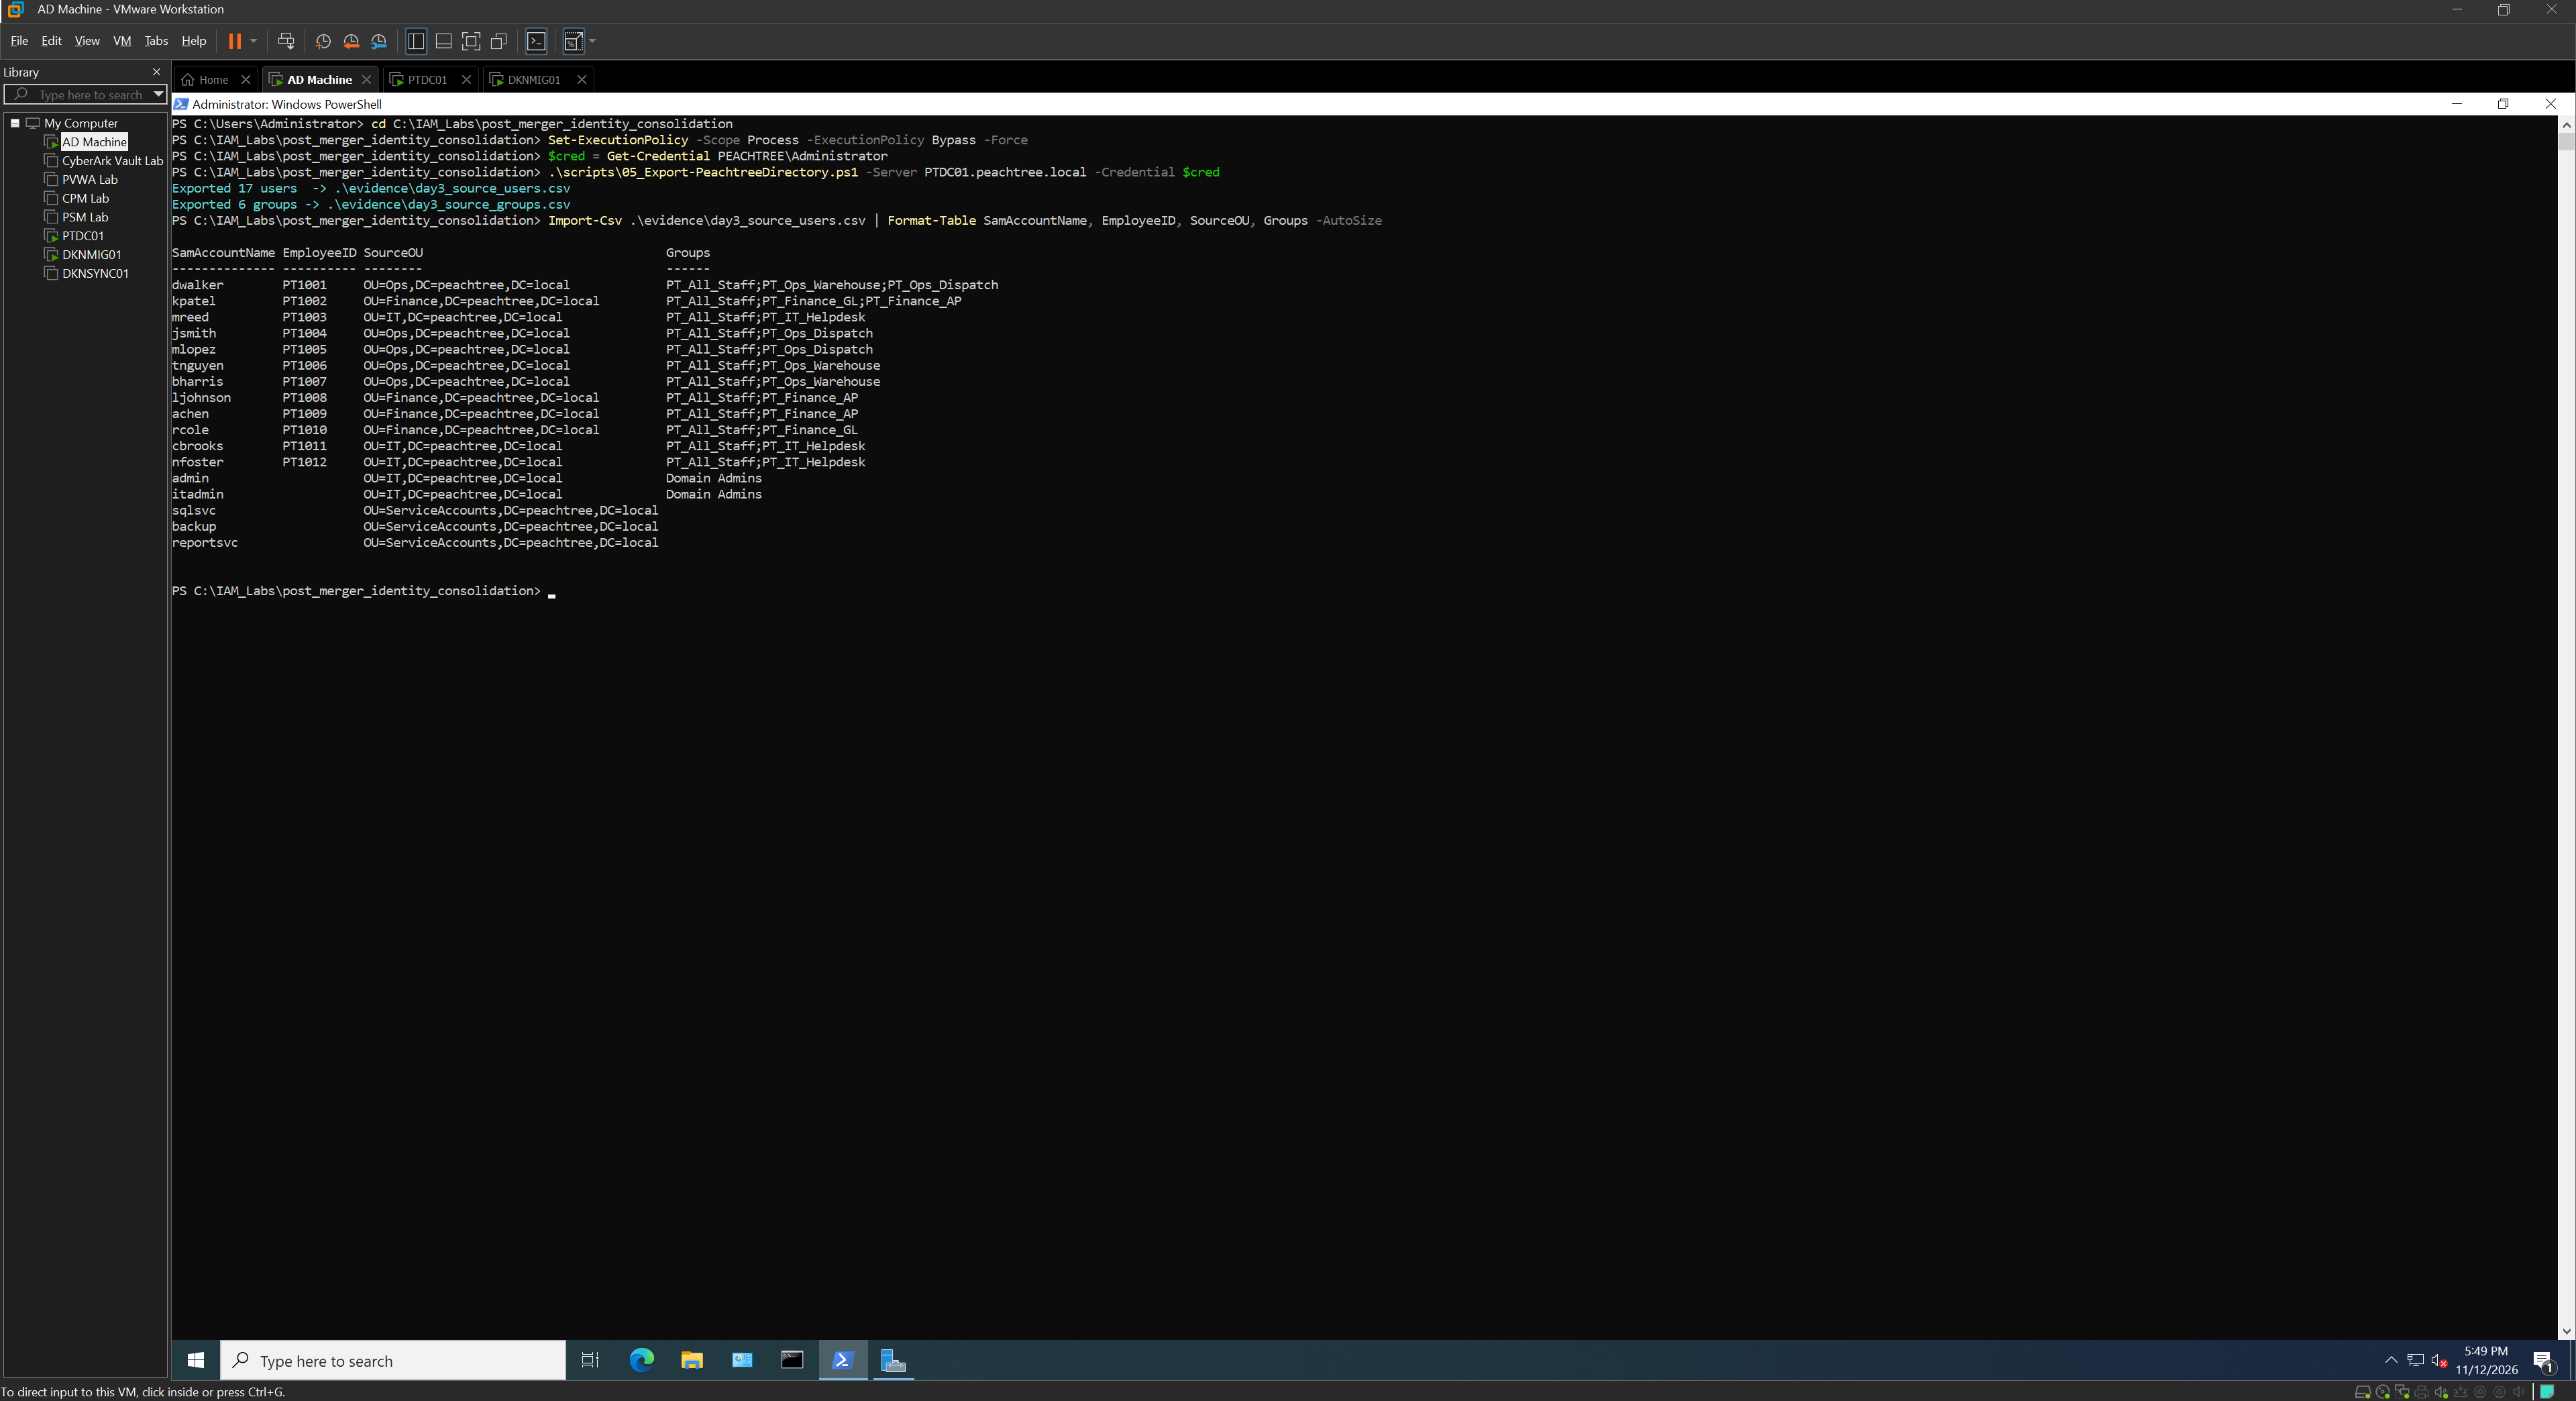 AD Machine - VMware Workstation
File Edit View VM Tabs Help
Library
Type here to search
My Computer
AD Machine
CyberArk Vault Lab
PVWA Lab
CPM Lab
PSM Lab
PTDC01
DKNMIG01
DKNSYNC01
Home AD Machine PTDC01 DKNMIG01
Administrator: Windows PowerShell
PS C:\Users\Administrator> cd C:\IAM_Labs\post_merger_identity_consolidation
PS C:\IAM_Labs\post_merger_identity_consolidation> Set-ExecutionPolicy -Scope Process -ExecutionPolicy Bypass -Force
PS C:\IAM_Labs\post_merger_identity_consolidation> $cred = Get-Credential PEACHTREE\Administrator
PS C:\IAM_Labs\post_merger_identity_consolidation> .\scripts\05_Export-PeachtreeDirectory.ps1 -Server PTDC01.peachtree.local -Credential $cred
Exported 17 users  -> .\evidence\day3_source_users.csv
Exported 6 groups -> .\evidence\day3_source_groups.csv
PS C:\IAM_Labs\post_merger_identity_consolidation> Import-Csv .\evidence\day3_source_users.csv | Format-Table SamAccountName, EmployeeID, SourceOU, Groups -AutoSize
SamAccountName EmployeeID SourceOU Groups
-------------- ---------- -------- ------
dwalker PT1001 OU=Ops,DC=peachtree,DC=local PT_All_Staff;PT_Ops_Warehouse;PT_Ops_Dispatch
kpatel PT1002 OU=Finance,DC=peachtree,DC=local PT_All_Staff;PT_Finance_GL;PT_Finance_AP
mreed PT1003 OU=IT,DC=peachtree,DC=local PT_All_Staff;PT_IT_Helpdesk
jsmith PT1004 OU=Ops,DC=peachtree,DC=local PT_All_Staff;PT_Ops_Dispatch
mlopez PT1005 OU=Ops,DC=peachtree,DC=local PT_All_Staff;PT_Ops_Dispatch
tnguyen PT1006 OU=Ops,DC=peachtree,DC=local PT_All_Staff;PT_Ops_Warehouse
bharris PT1007 OU=Ops,DC=peachtree,DC=local PT_All_Staff;PT_Ops_Warehouse
ljohnson PT1008 OU=Finance,DC=peachtree,DC=local PT_All_Staff;PT_Finance_AP
achen PT1009 OU=Finance,DC=peachtree,DC=local PT_All_Staff;PT_Finance_AP
rcole PT1010 OU=Finance,DC=peachtree,DC=local PT_All_Staff;PT_Finance_GL
cbrooks PT1011 OU=IT,DC=peachtree,DC=local PT_All_Staff;PT_IT_Helpdesk
nfoster PT1012 OU=IT,DC=peachtree,DC=local PT_All_Staff;PT_IT_Helpdesk
admin OU=IT,DC=peachtree,DC=local Domain Admins
itadmin OU=IT,DC=peachtree,DC=local Domain Admins
sqlsvc OU=ServiceAccounts,DC=peachtree,DC=local
backup OU=ServiceAccounts,DC=peachtree,DC=local
reportsvc OU=ServiceAccounts,DC=peachtree,DC=local
PS C:\IAM_Labs\post_merger_identity_consolidation>
Type here to search
5:49 PM
11/12/2026
1
To direct input to this VM, click inside or press Ctrl+G.